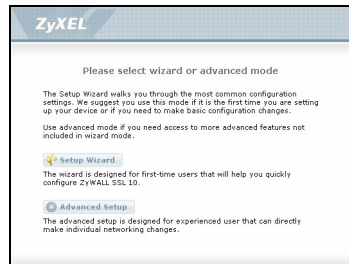 ZyXEL
Please select wizard or advanced mode
The Setup Wizard walks you through the most common configuration
settings. We suggest you use this mode if it is the first time you are setting
up your device or if you need to make basic configuration changes.
Use advanced mode if you need access to more advanced features not
included in wizard mode.
Setup Wizard
The wizard is designed for first-time users that will help you quickly
configure ZyWALL SSL 10.
Advanced Setup
The advanced setup is designed for experienced user that can directly
make individual networking changes.